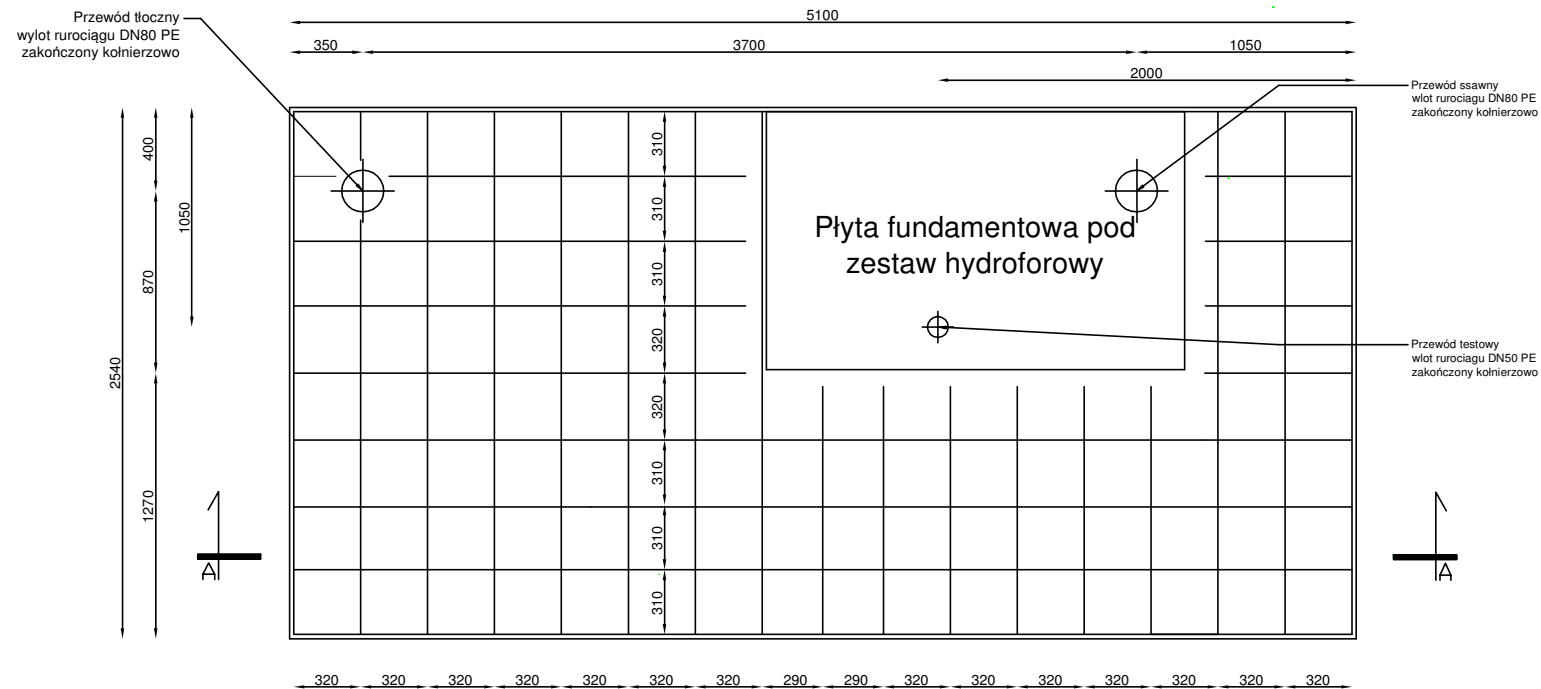 Przewód tłoczny
wylot rurociągu DN80 PE
zakończony kołnierzowo
5100
350
3700
1050
2000
Przewód ssawny
wlot rurociagu DN80 PE
zakończony kołnierzowo
400
1050
870
2540
1270
310
310
310
320
320
310
310
310
Płyta fundamentowa pod
zestaw hydroforowy
Przewód testowy
wlot rurociagu DN50 PE
zakończony kołnierzowo
A
A
320 320 320 320 320 320 320 290 290 320 320 320 320 320 320 320